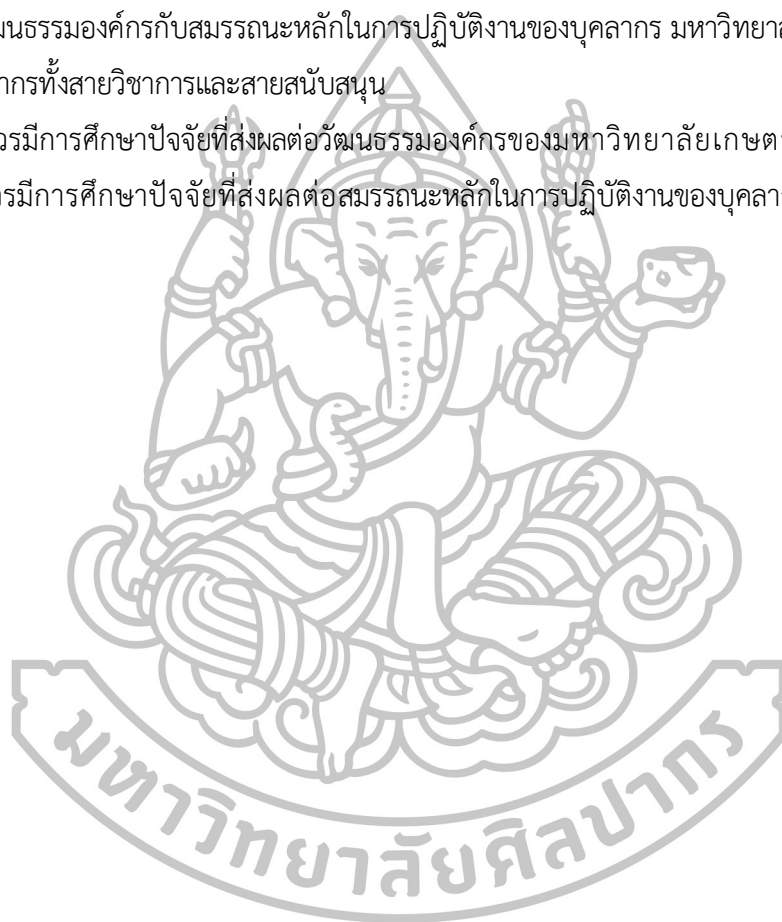 ฒนธรรมองค์กรกับสมรรถนะหลักในการปฏิบัติงานของบุคลากร มหาวิทยาล
ากรทั้งสายวิชาการและสายสนับสนุน
วรมีการศึกษาปัจจัยที่ส่งผลต่อวัฒนธรรมองค์กรของมหาวิทยาลัยเกษตร
รมีการศึกษาปัจจัยที่ส่งผลต่อสมรรถนะหลักในการปฏิบัติงานของบุคลา
มหาวิทยาลัยศิลปากร